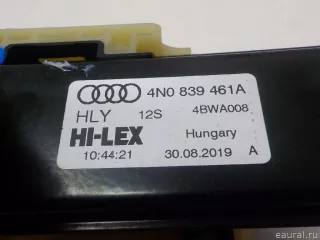 4N0 839 461A
HLY 12S 4BWA008
HI-LEX Hungary
10:44:21 30.08.2019 A
eaural.ru